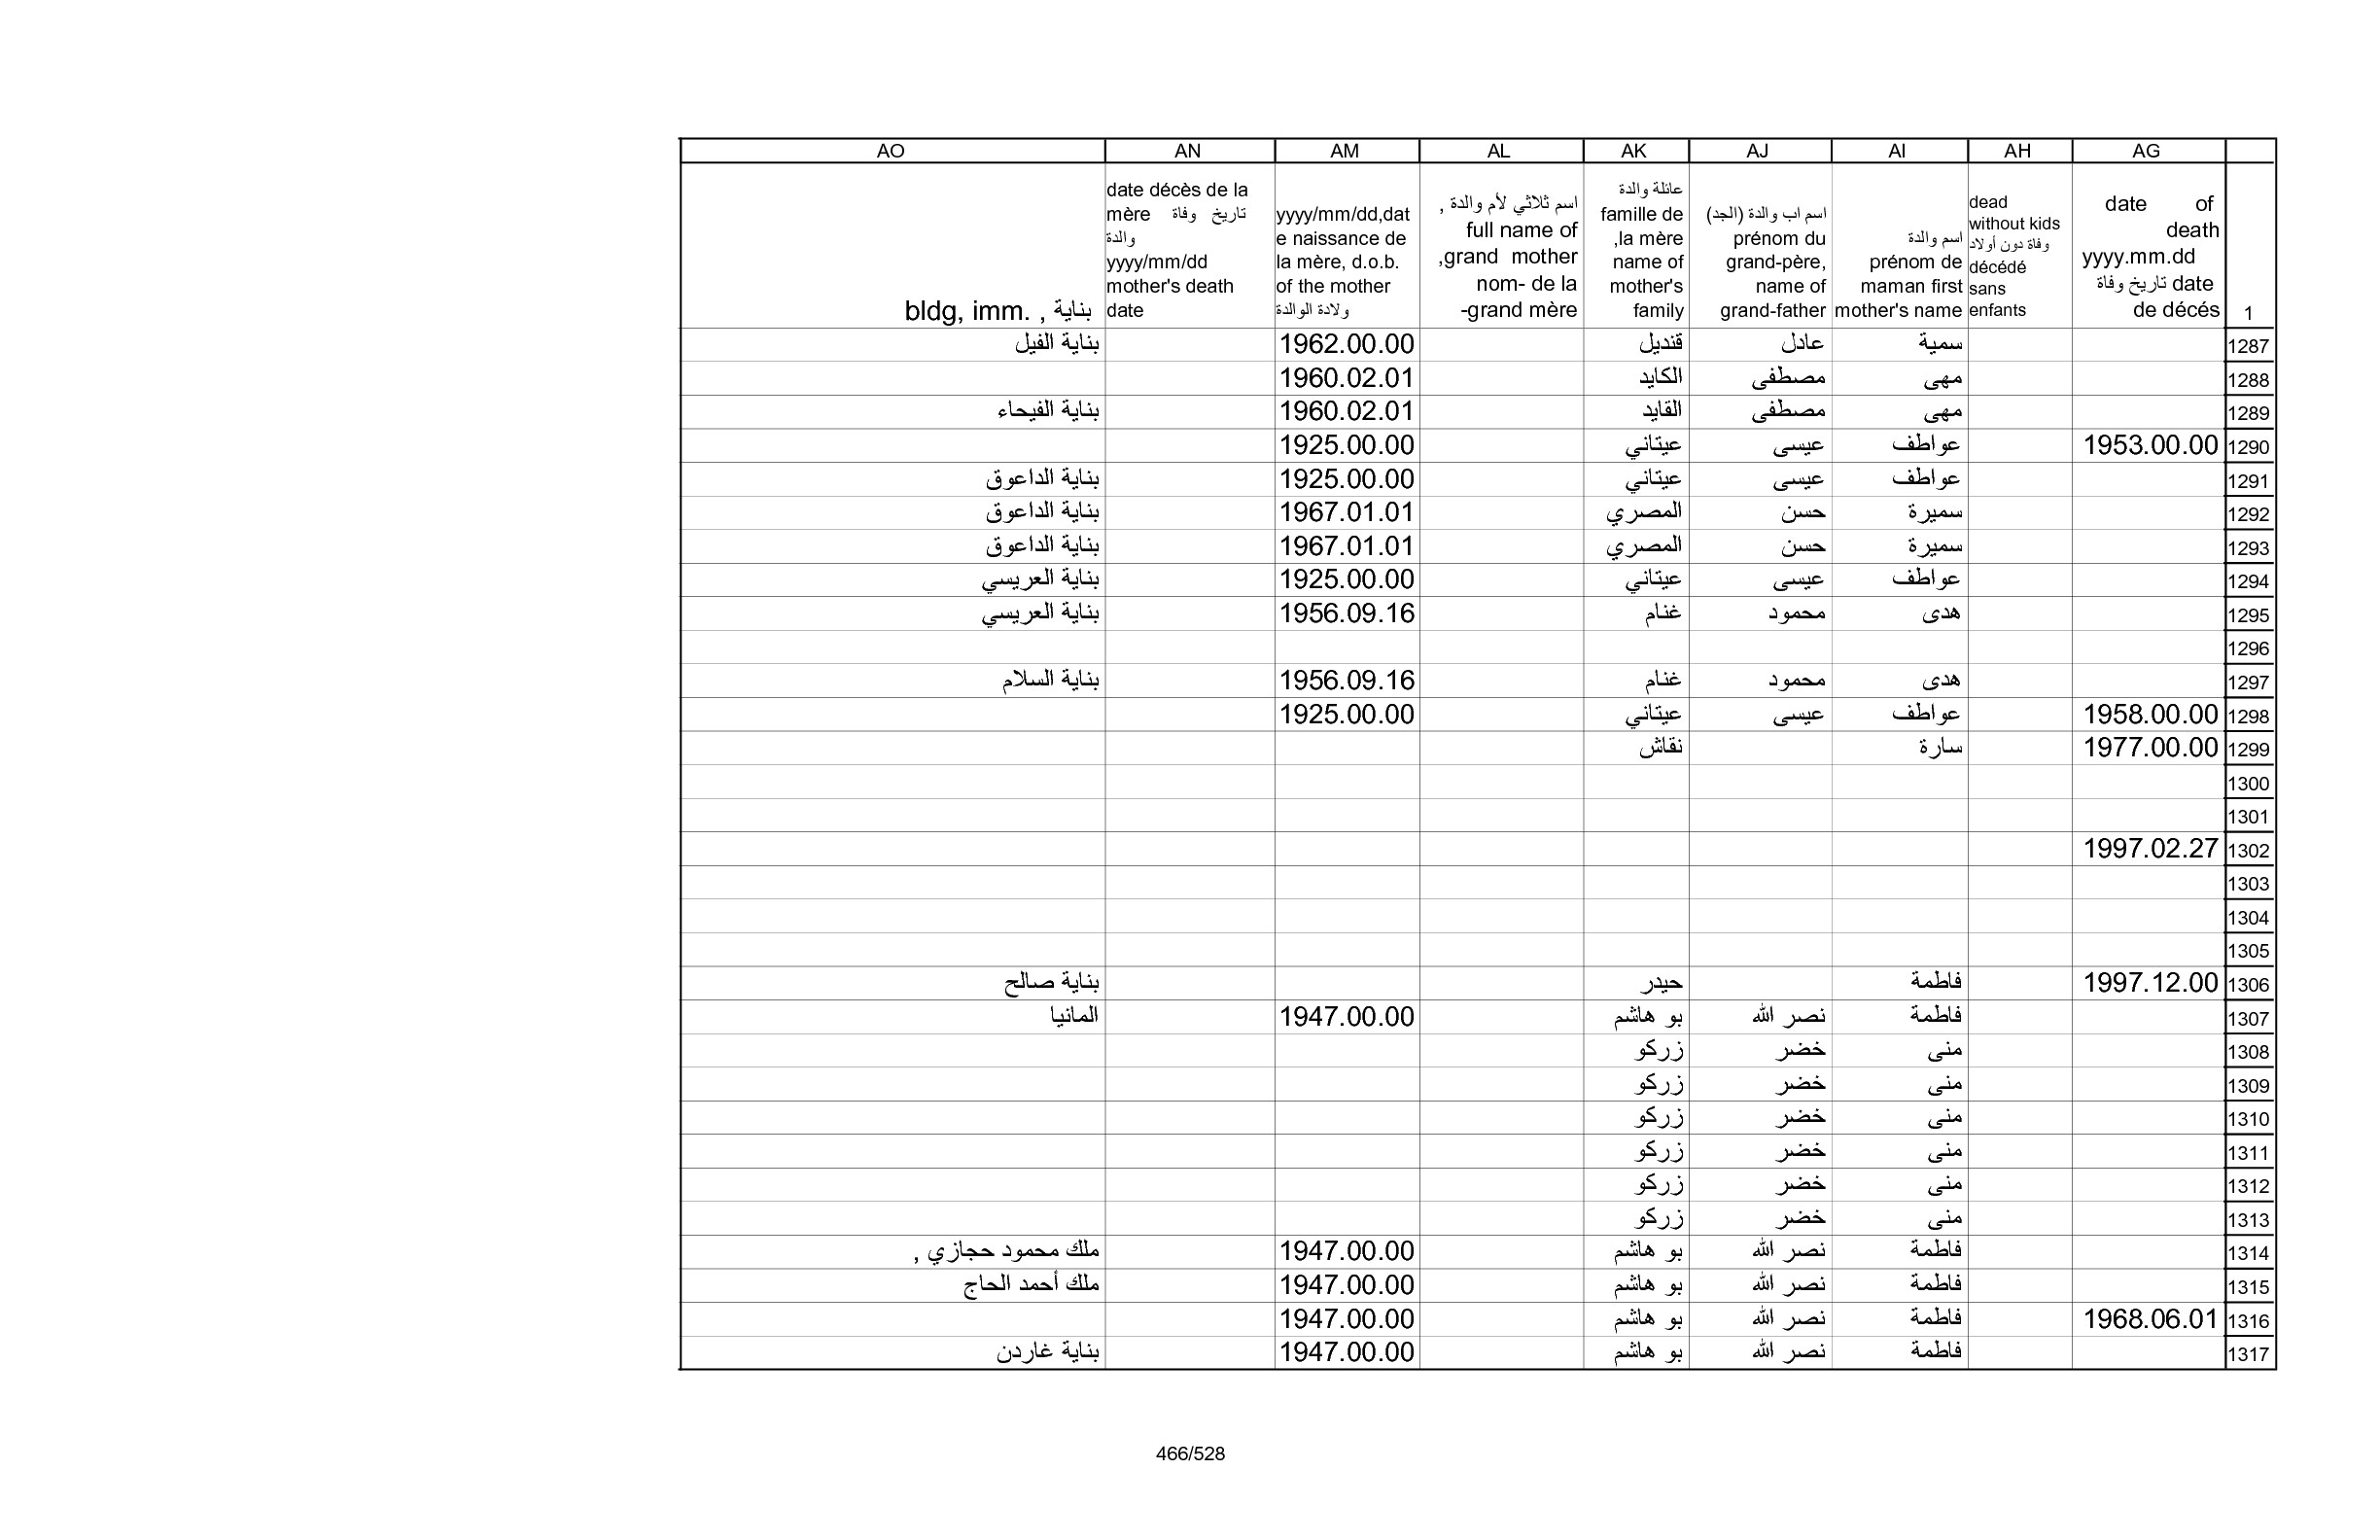 AG AH AI AJ AK AL AM AN AO
1
date of
death
yyyy.mm.dd
تاريخ وفاة date
de décés
dead
without kids
وفاة دون أولاد
décédé
sans
enfants
اسم والدة
prénom de
maman first
mother's name
اسم اب والدة (الجد)
prénom du
grand-père,
name of
grand-father
عائلة والدة
famille de
,la mère
name of
mother's
family
اسم ثلاثي لأم والدة ,
full name of
,grand mother
nom- de la
-grand mère
yyyy/mm/dd,dat
e naissance de
la mère, d.o.b.
of the mother
ولادة الوالدة
date décès de la
mère تاريخ وفاة
والدة
yyyy/mm/dd
mother's death
date
bldg, imm. , بناية
1287 سمية عادل قنديل 1962.00.00 بناية الفيل
1288 مهى مصطفى الكايد 1960.02.01
1289 مهى مصطفى القايد 1960.02.01 بناية الفيحاء
1290 1953.00.00 عواطف عيسى عيتاني 1925.00.00
1291 عواطف عيسى عيتاني 1925.00.00 بناية الداعوق
1292 سميرة حسن المصري 1967.01.01 بناية الداعوق
1293 سميرة حسن المصري 1967.01.01 بناية الداعوق
1294 عواطف عيسى عيتاني 1925.00.00 بناية العريسي
1295 هدى محمود غنام 1956.09.16 بناية العريسي
1296
1297 هدى محمود غنام 1956.09.16 بناية السلام
1298 1958.00.00 عواطف عيسى عيتاني 1925.00.00
1299 1977.00.00 سارة نقاش
1300
1301
1302 1997.02.27
1303
1304
1305
1306 1997.12.00 فاطمة حيدر بناية صالح
1307 فاطمة نصر الله بو هاشم 1947.00.00 المانيا
1308 منى خضر زركو
1309 منى خضر زركو
1310 منى خضر زركو
1311 منى خضر زركو
1312 منى خضر زركو
1313 منى خضر زركو
1314 فاطمة نصر الله بو هاشم 1947.00.00 ملك محمود حجازي ,
1315 فاطمة نصر الله بو هاشم 1947.00.00 ملك أحمد الحاج
1316 1968.06.01 فاطمة نصر الله بو هاشم 1947.00.00
1317 فاطمة نصر الله بو هاشم 1947.00.00 بناية غاردن
466/528